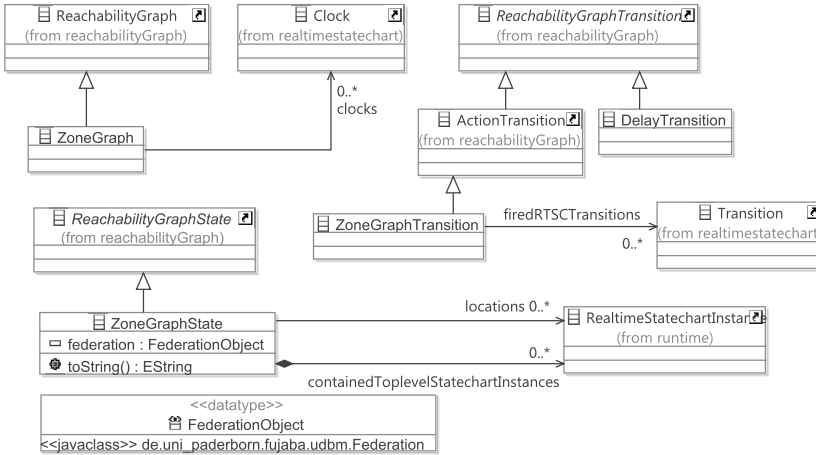 ReachabilityGraph
(from reachabilityGraph)
Clock
(from realtimestatechart)
ReachabilityGraphTransition
(from reachabilityGraph)
0..*
clocks
ZoneGraph
ActionTransition
(from reachabilityGraph)
DelayTransition
ReachabilityGraphState
(from reachabilityGraph)
ZoneGraphTransition
firedRTSCTransitions
0..*
Transition
(from realtimestatechart
ZoneGraphState
federation : FederationObject
toString() : EString
locations 0..*
0..*
containedToplevelStatechartInstances
RealtimeStatechartInstance
(from runtime)
<<datatype>>
FederationObject
<<javaclass>> de.uni_paderborn.fujaba.udbm.Federation